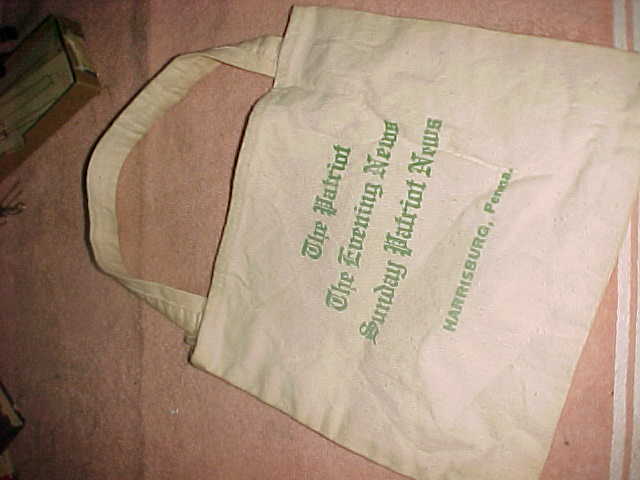 The Patriot
The Evening News
Sunday Patriot News
HARRISBURG, Penna.